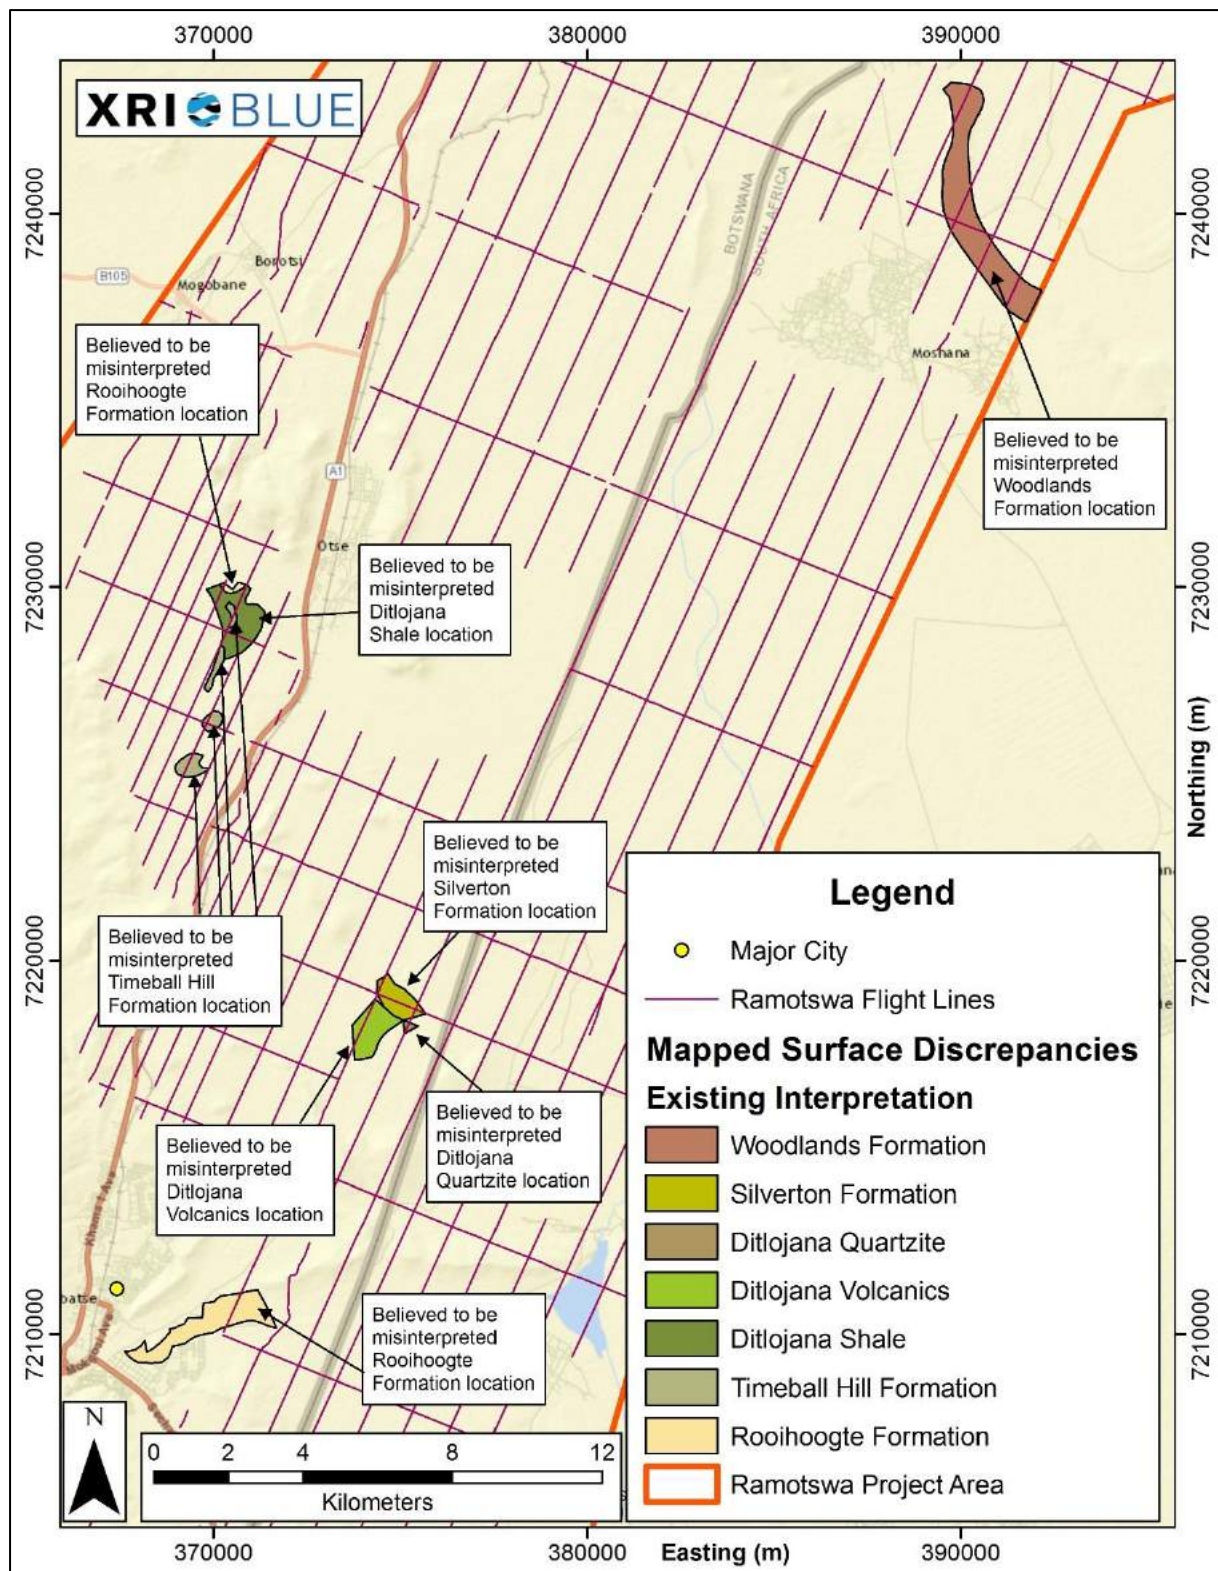 370000 380000 390000
XRI BLUE
7240000
7240000
BOTSWANA
SOUTH AFRICA
Borotsi
B105
Mogobane
Believed to be
misinterpreted
Rooihoogte
Formation location
Moshana
Believed to be
misinterpreted
Woodlands
Formation location
A1
Otse
Believed to be
misinterpreted
Ditlojana
Shale location
7230000
7230000
Northing (m)
Believed to be
misinterpreted
Silverton
Formation location
Believed to be
misinterpreted
Timeball Hill
Formation location
7220000
7220000
Believed to be
misinterpreted
Ditlojana
Quartzite location
Believed to be
misinterpreted
Ditlojana
Volcanics location
Khama I Ave
batse
Believed to be
misinterpreted
Rooihoogte
Formation location
7210000
7210000
N
0 2 4 8 12
Kilometers
Legend
Major City
Ramotswa Flight Lines
Mapped Surface Discrepancies
Existing Interpretation
Woodlands Formation
Silverton Formation
Ditlojana Quartzite
Ditlojana Volcanics
Ditlojana Shale
Timeball Hill Formation
Rooihoogte Formation
Ramotswa Project Area
370000 380000 Easting (m) 390000